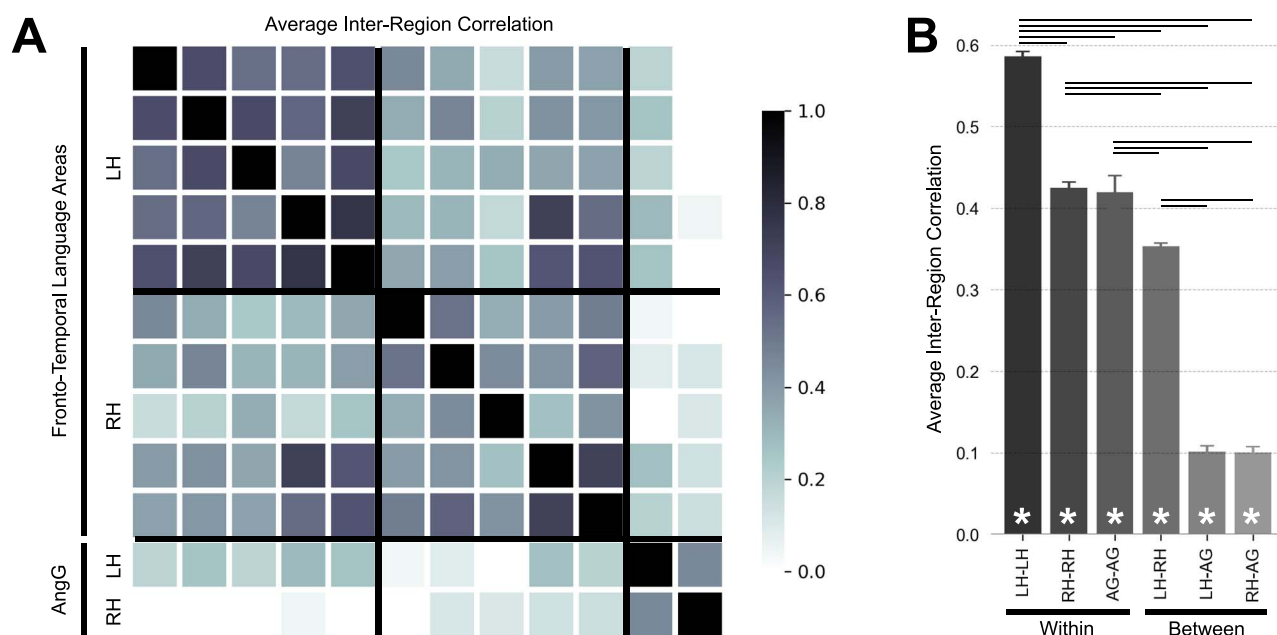 A
Average Inter-Region Correlation
Fronto-Temporal Language Areas
LH
RH
AngG
LH
RH
1.0
0.8
0.6
0.4
0.2
0.0
B
Average Inter-Region Correlation
0.6
0.5
0.4
0.3
0.2
0.1
0.0
* * * * * *
LH-LH
RH-RH
AG-AG
LH-RH
LH-AG
RH-AG
Within
Between